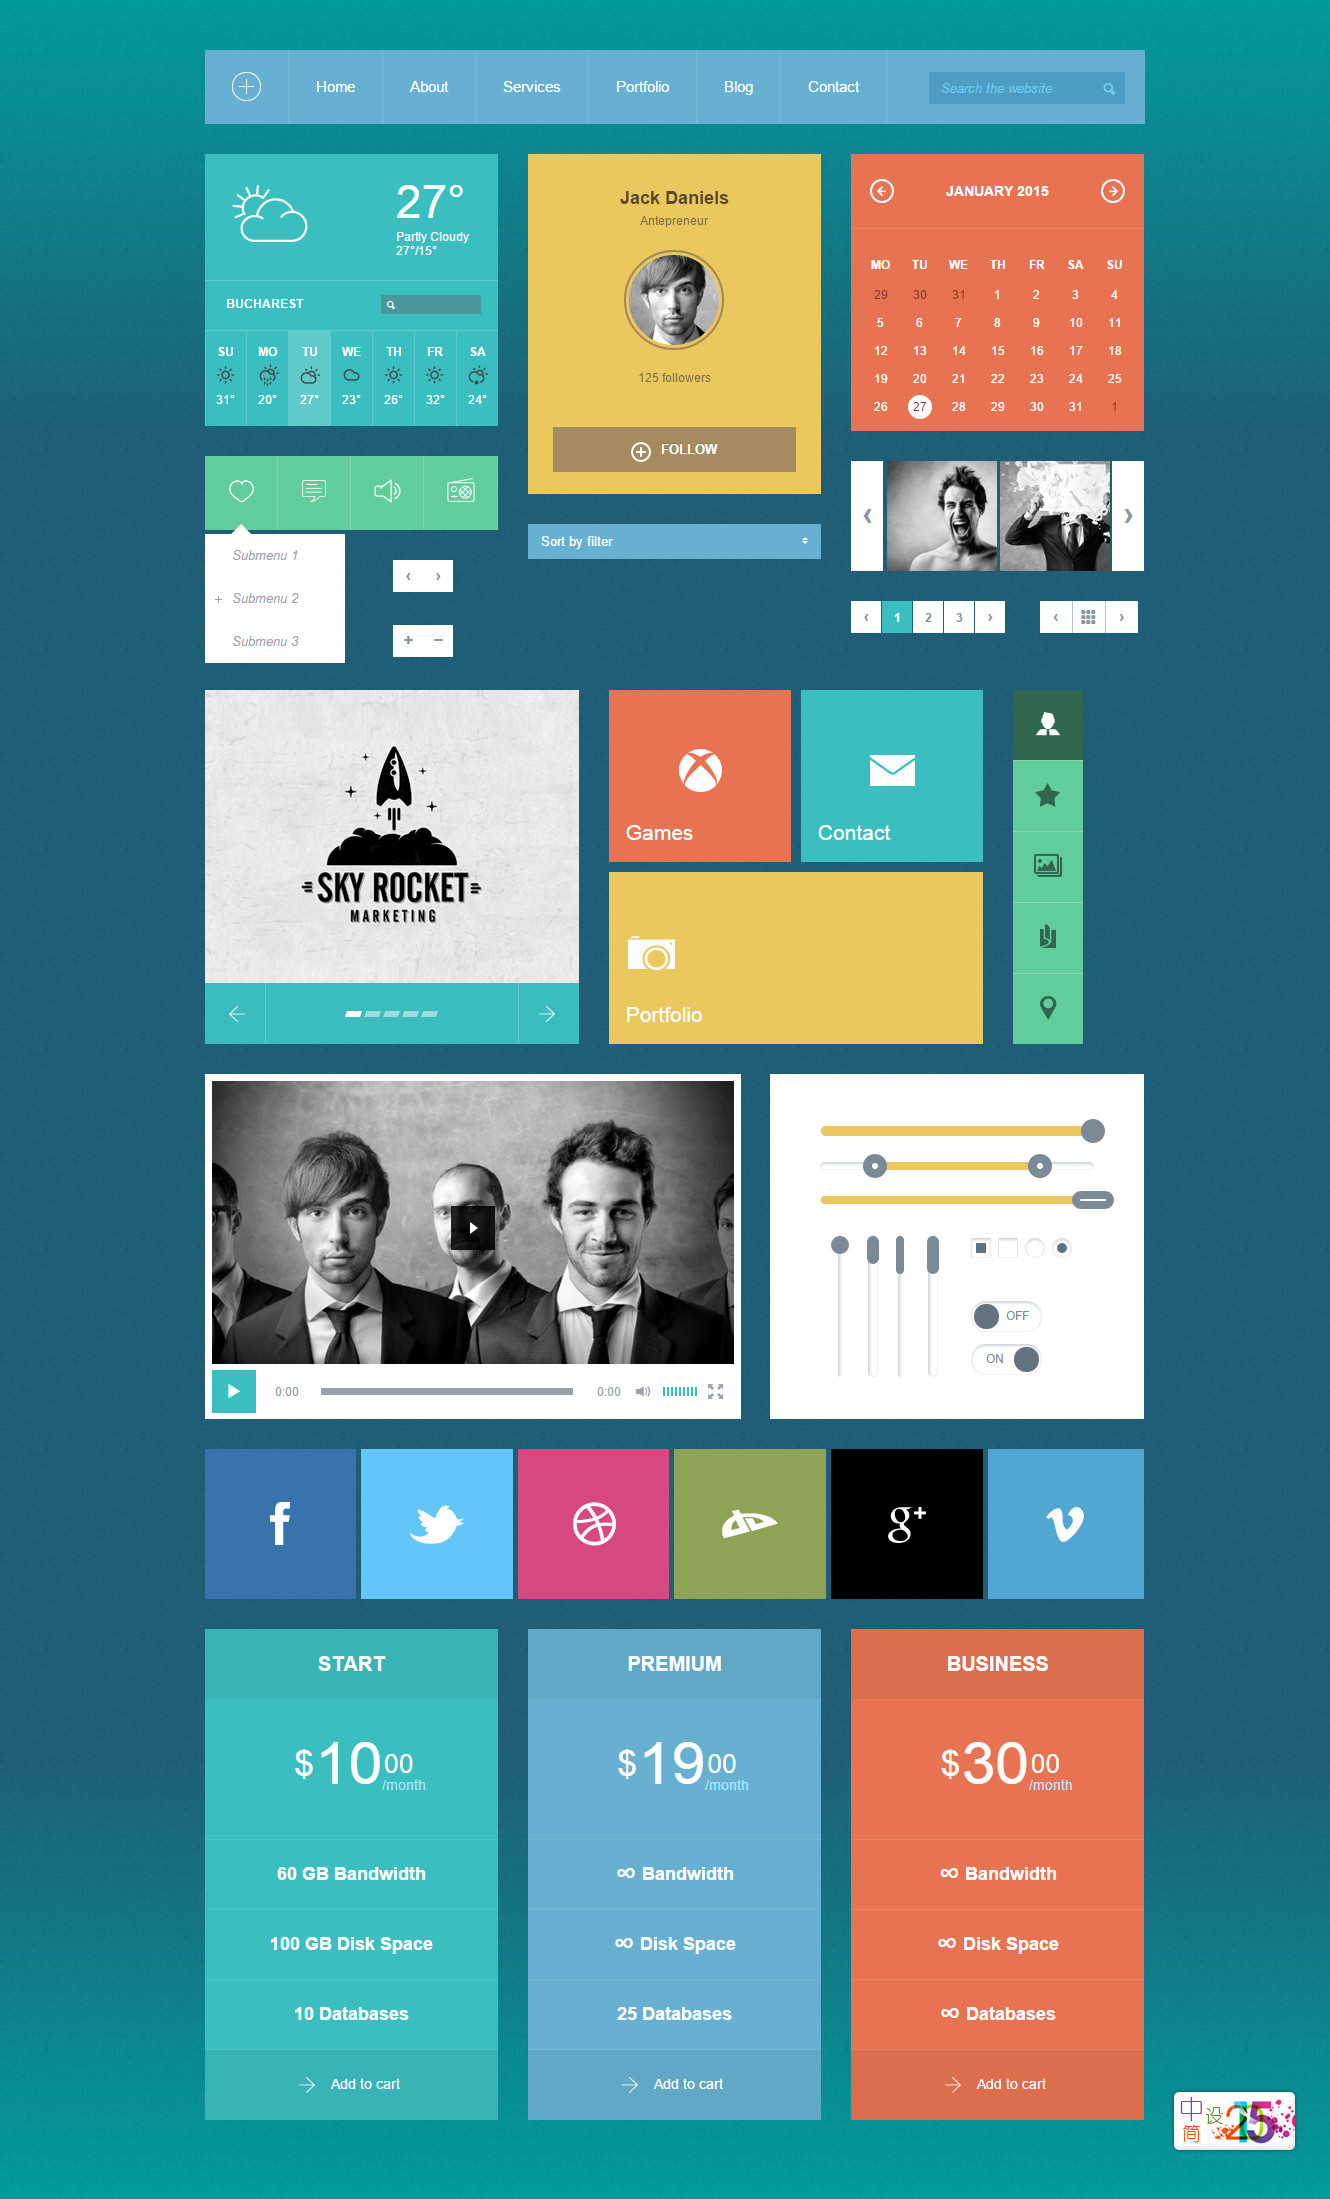 Home About Services Portfolio Blog Contact Search the website
27°
Partly Cloudy
27°/15°
BUCHAREST
SU MO TU WE TH FR SA
31° 20° 27° 23° 26° 32° 24°
Jack Daniels
Antepreneur
125 followers
FOLLOW
JANUARY 2015
MO TU WE TH FR SA SU
29 30 31 1 2 3 4
5 6 7 8 9 10 11
12 13 14 15 16 17 18
19 20 21 22 23 24 25
26 27 28 29 30 31 1
Submenu 1
+ Submenu 2
Submenu 3
‹ ›
+ −
Sort by filter
‹ ›
‹ 1 2 3 ›
‹ ›
SKY ROCKET
MARKETING
Games
Contact
Portfolio
0:00 0:00
OFF
ON
f
g+
START
$10 00
/month
60 GB Bandwidth
100 GB Disk Space
10 Databases
Add to cart
PREMIUM
$19 00
/month
∞ Bandwidth
∞ Disk Space
25 Databases
Add to cart
BUSINESS
$30 00
/month
∞ Bandwidth
∞ Disk Space
∞ Databases
Add to cart
中设
简
2015